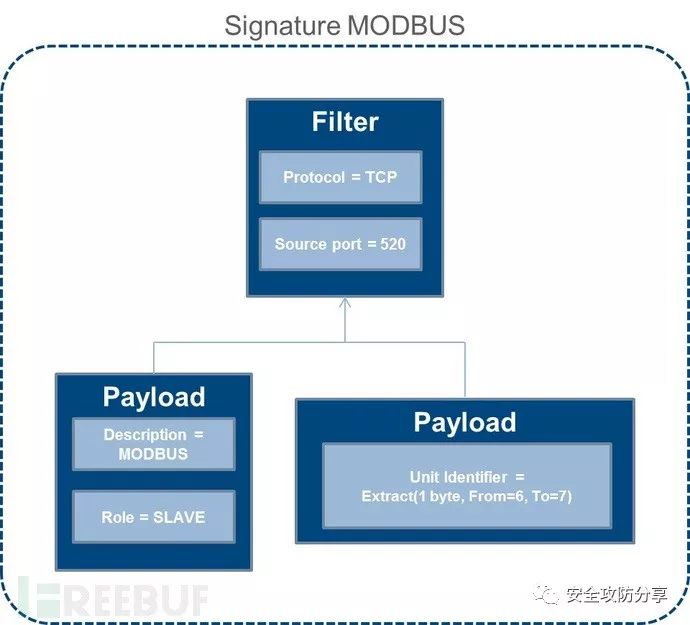 Signature MODBUS
Filter
Protocol = TCP
Source port = 520
Payload
Description =
MODBUS
Role = SLAVE
Payload
Unit Identifier =
Extract(1 byte, From=6, To=7)
REEBUF
安全攻防分享